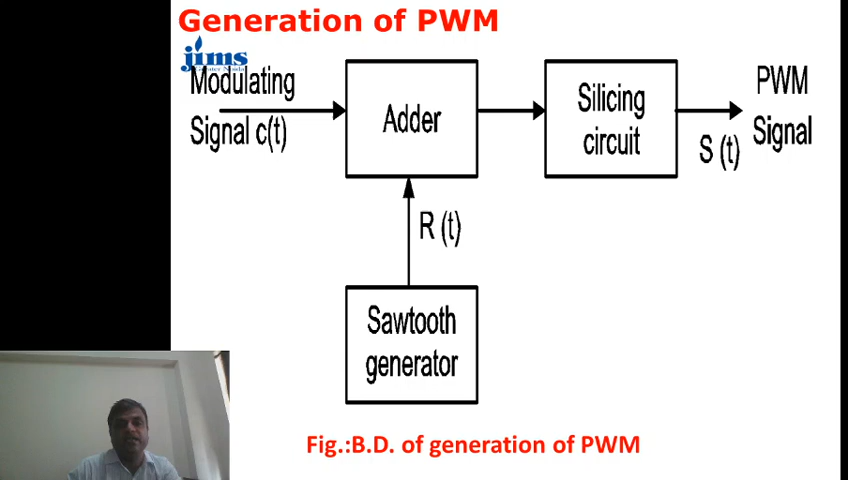 Generation of PWM
jims
Modulating
Signal c(t)
Adder
Silicing
circuit
PWM
Signal
S (t)
R (t)
Sawtooth
generator
Fig.:B.D. of generation of PWM